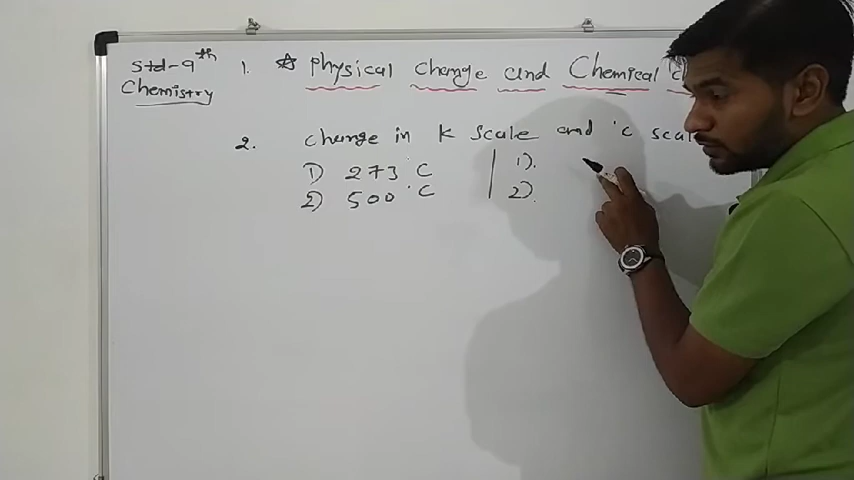 Std-9th
Chemistry
1. ☆ Physical Change and Chemical c
2. change in K scale and °c scal
1) 273 °C | 1).
2) 500 °C | 2).